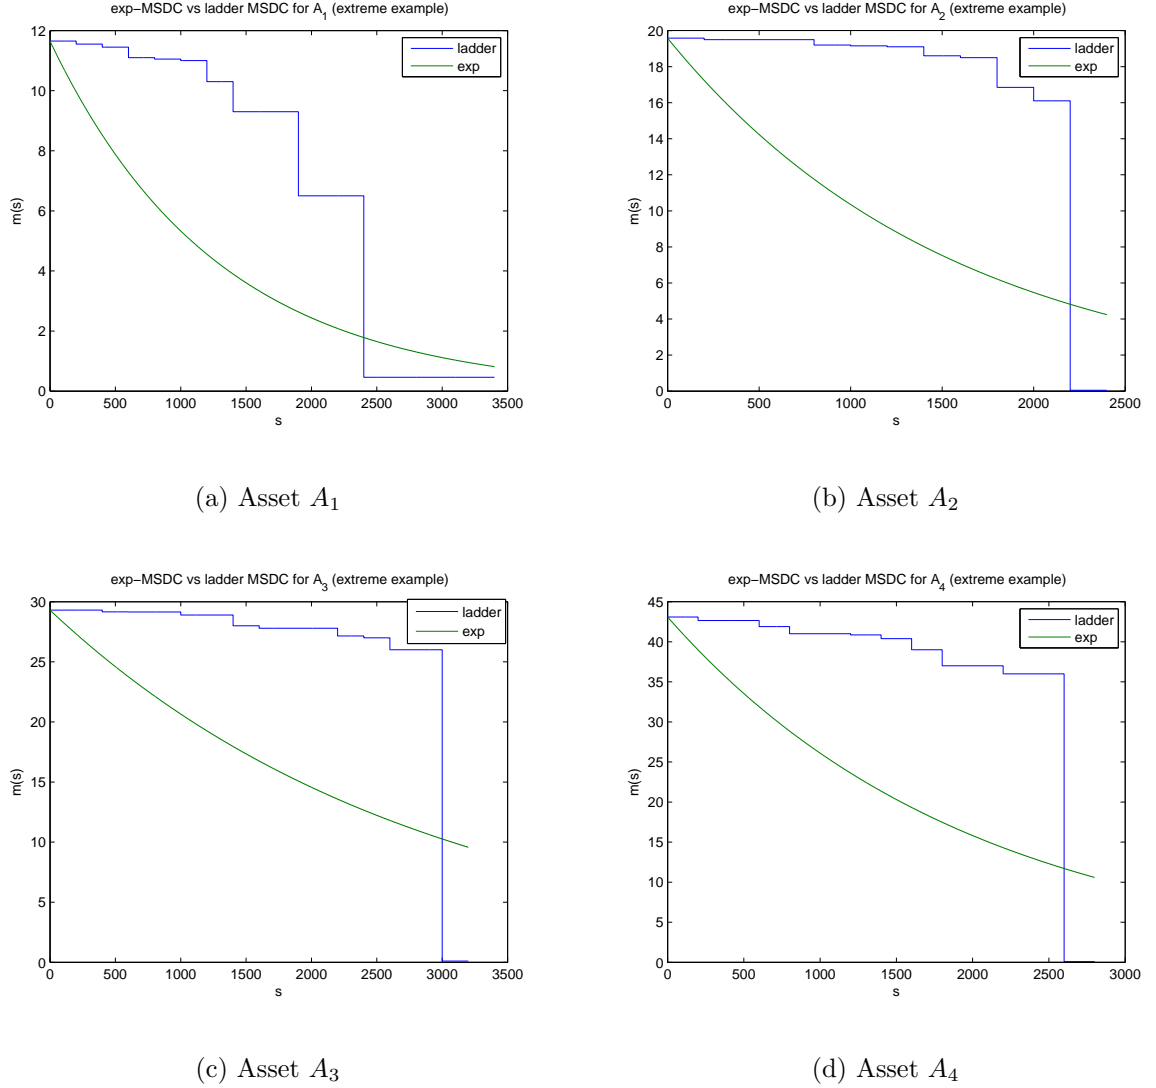 exp−MSDC vs ladder MSDC for A1 (extreme example)
12
10
8
6
4
2
0
m(s)
0 500 1000 1500 2000 2500 3000 3500
s
ladder
exp
(a) Asset A1
exp−MSDC vs ladder MSDC for A2 (extreme example)
20
18
16
14
12
10
8
6
4
2
0
m(s)
0 500 1000 1500 2000 2500
s
ladder
exp
(b) Asset A2
exp−MSDC vs ladder MSDC for A3 (extreme example)
30
25
20
15
10
5
0
m(s)
0 500 1000 1500 2000 2500 3000 3500
s
ladder
exp
(c) Asset A3
exp−MSDC vs ladder MSDC for A4 (extreme example)
45
40
35
30
25
20
15
10
5
0
m(s)
0 500 1000 1500 2000 2500 3000
s
ladder
exp
(d) Asset A4